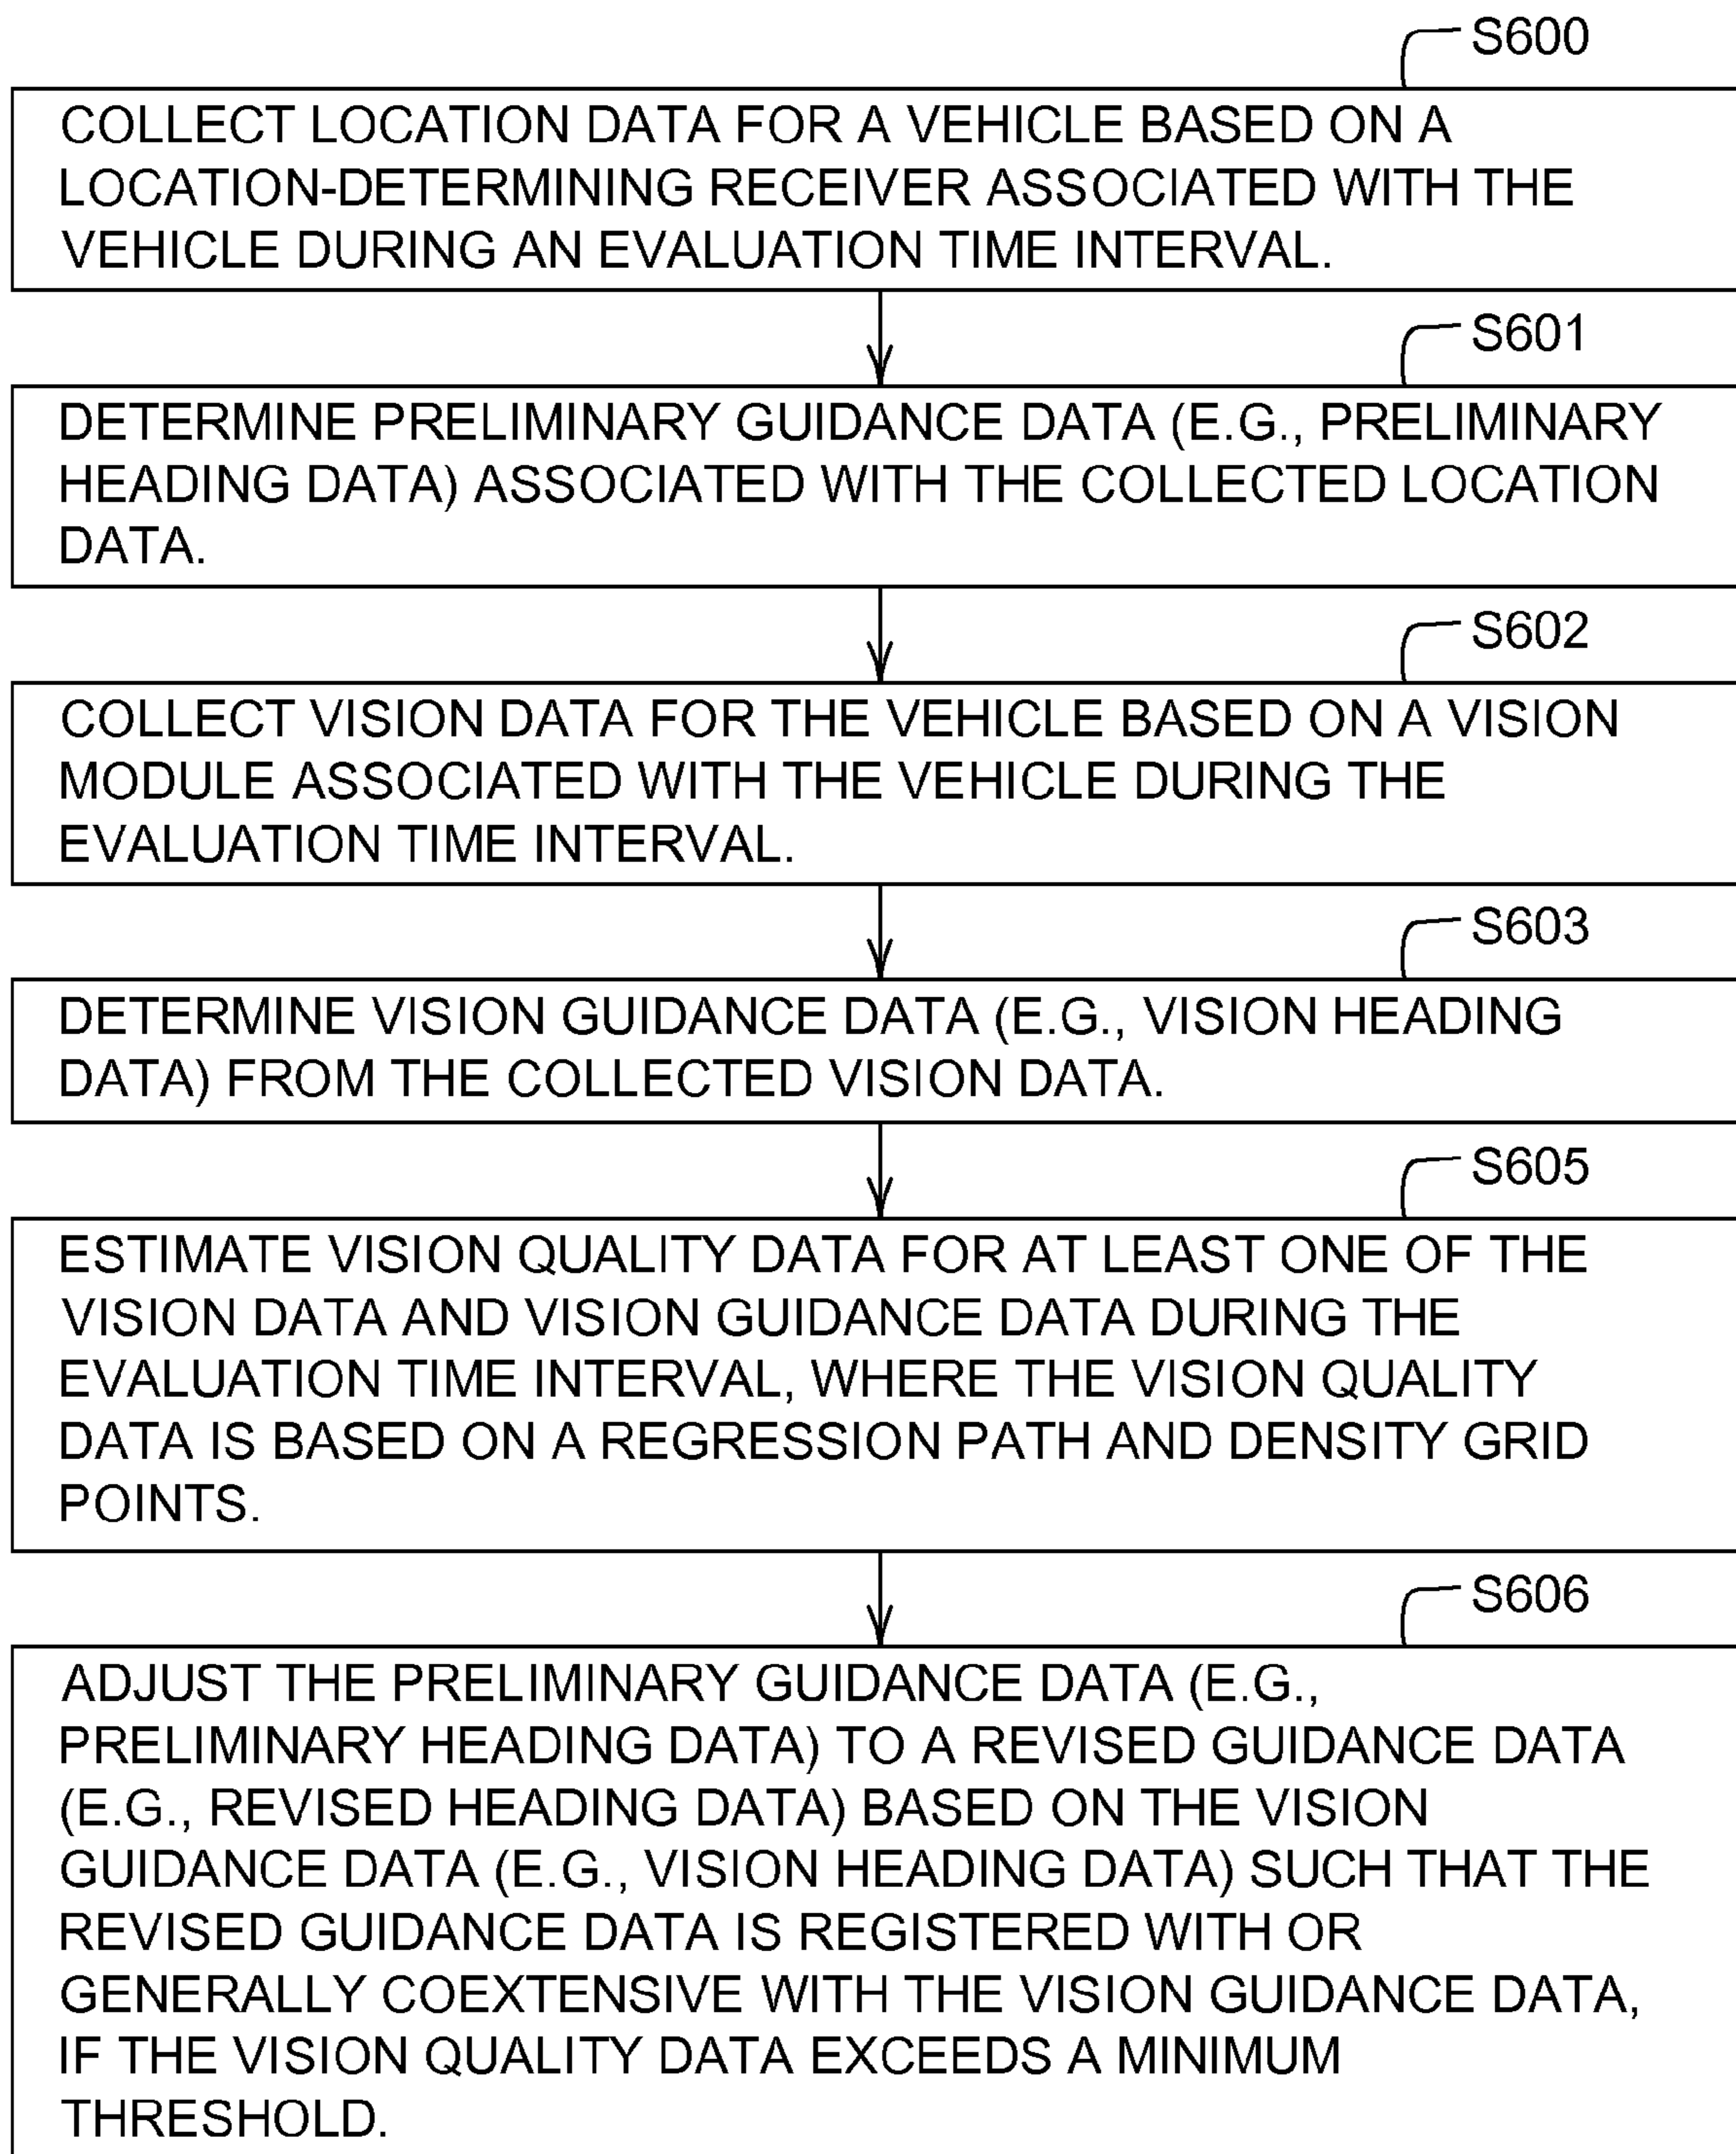 S600
COLLECT LOCATION DATA FOR A VEHICLE BASED ON A
LOCATION-DETERMINING RECEIVER ASSOCIATED WITH THE
VEHICLE DURING AN EVALUATION TIME INTERVAL.
S601
DETERMINE PRELIMINARY GUIDANCE DATA (E.G., PRELIMINARY
HEADING DATA) ASSOCIATED WITH THE COLLECTED LOCATION
DATA.
S602
COLLECT VISION DATA FOR THE VEHICLE BASED ON A VISION
MODULE ASSOCIATED WITH THE VEHICLE DURING THE
EVALUATION TIME INTERVAL.
S603
DETERMINE VISION GUIDANCE DATA (E.G., VISION HEADING
DATA) FROM THE COLLECTED VISION DATA.
S605
ESTIMATE VISION QUALITY DATA FOR AT LEAST ONE OF THE
VISION DATA AND VISION GUIDANCE DATA DURING THE
EVALUATION TIME INTERVAL, WHERE THE VISION QUALITY
DATA IS BASED ON A REGRESSION PATH AND DENSITY GRID
POINTS.
S606
ADJUST THE PRELIMINARY GUIDANCE DATA (E.G.,
PRELIMINARY HEADING DATA) TO A REVISED GUIDANCE DATA
(E.G., REVISED HEADING DATA) BASED ON THE VISION
GUIDANCE DATA (E.G., VISION HEADING DATA) SUCH THAT THE
REVISED GUIDANCE DATA IS REGISTERED WITH OR
GENERALLY COEXTENSIVE WITH THE VISION GUIDANCE DATA,
IF THE VISION QUALITY DATA EXCEEDS A MINIMUM
THRESHOLD.